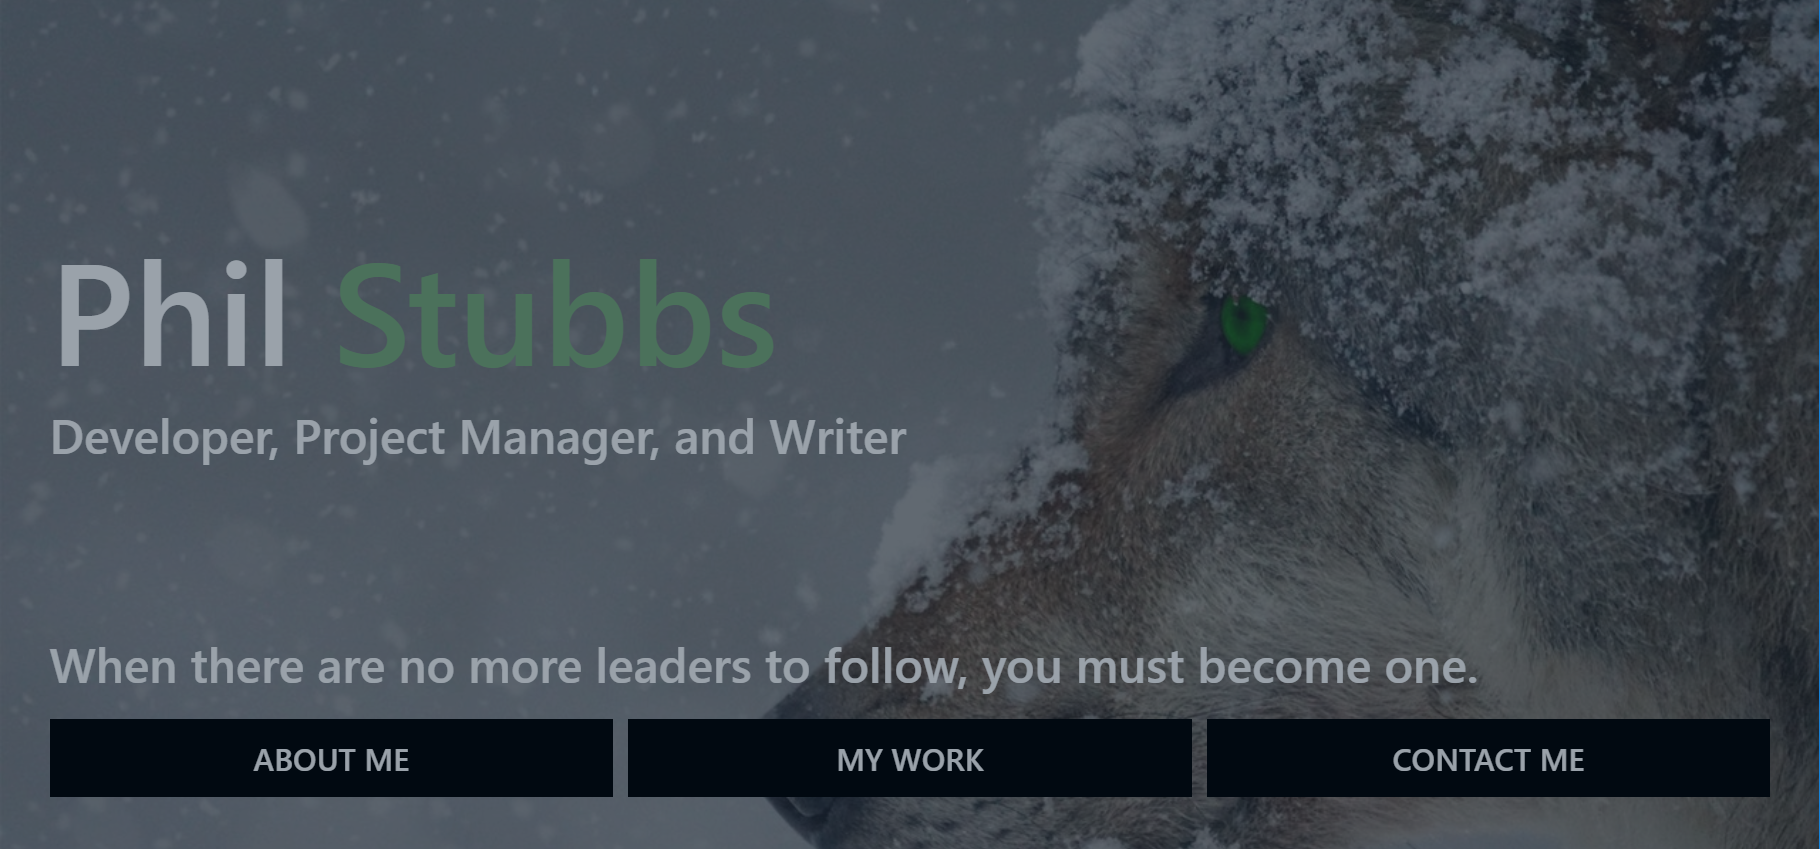 Phil Stubbs
Developer, Project Manager, and Writer
When there are no more leaders to follow, you must become one.
ABOUT ME
MY WORK
CONTACT ME